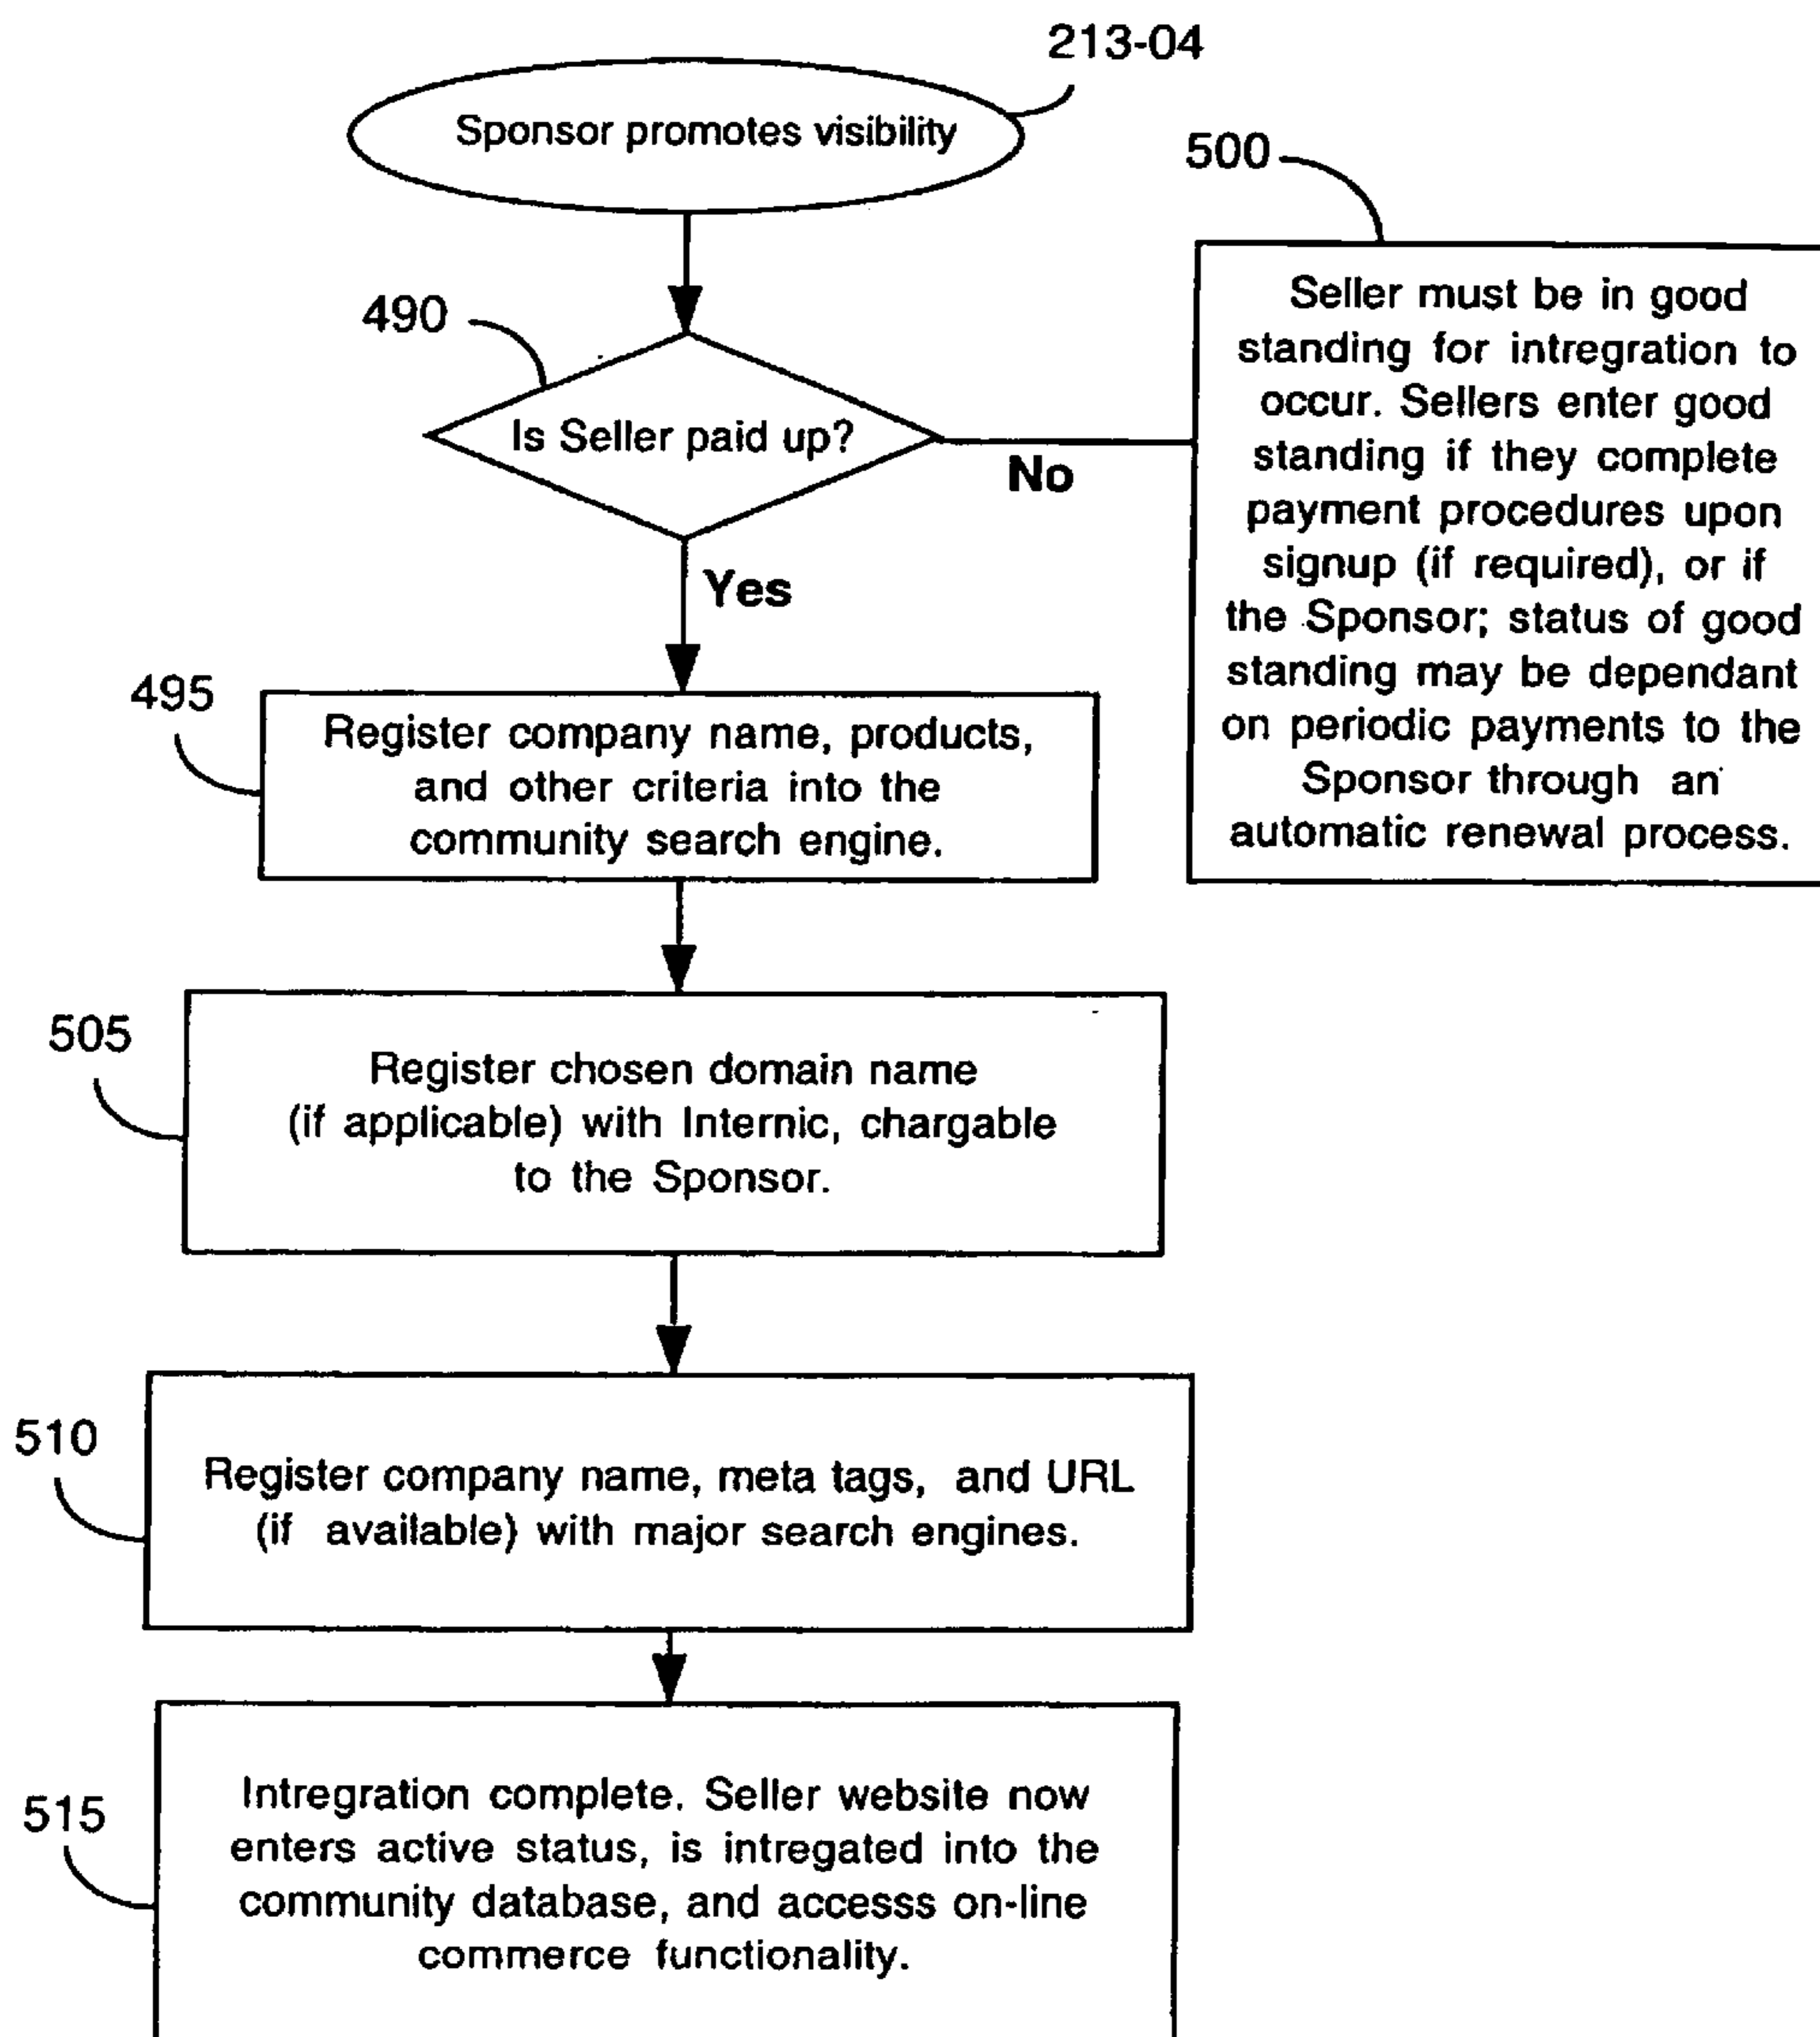 213-04
Sponsor promotes visibility
500
Seller must be in good
standing for intregration to
occur. Sellers enter good
standing if they complete
payment procedures upon
signup (if required), or if
the Sponsor; status of good
standing may be dependant
on periodic payments to the
Sponsor through an
automatic renewal process.
490
Is Seller paid up?
No
Yes
495
Register company name, products,
and other criteria into the
community search engine.
505
Register chosen domain name
(if applicable) with Internic, chargable
to the Sponsor.
510
Register company name, meta tags, and URL
(if available) with major search engines.
515
Intregration complete. Seller website now
enters active status, is intregated into the
community database, and accesss on-line
commerce functionality.